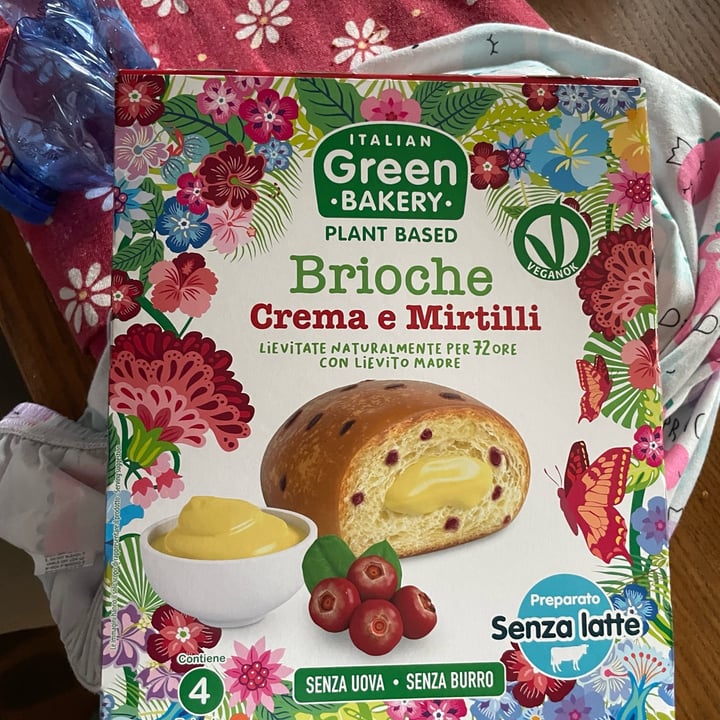 ITALIAN
Green
•BAKERY•
PLANT BASED
VEGANOK
Brioche
Crema e Mirtilli
LiEViTATE NATURALMENTE PER 72 ORE
CON LiEViTO MADRE
Preparato
Senza latte
Contiene
4
SENZA UOVA • SENZA BURRO